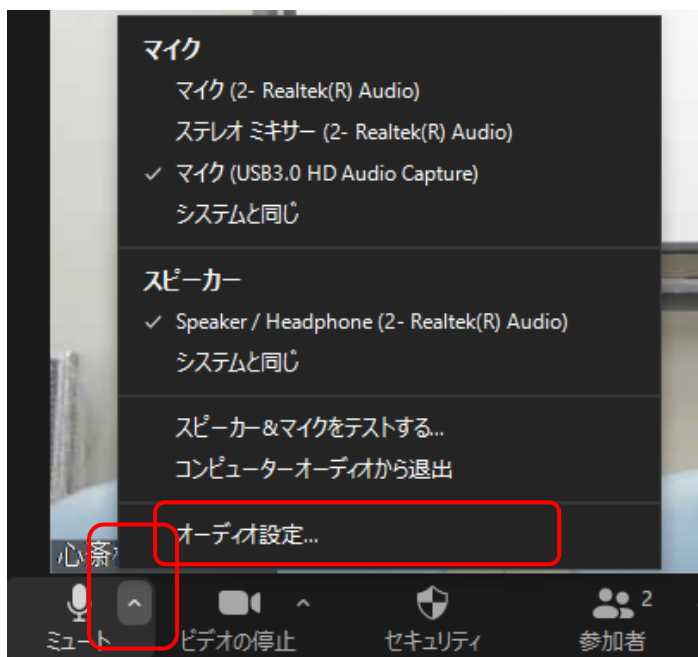 マイク
マイク (2- Realtek(R) Audio)
ステレオ ミキサー (2- Realtek(R) Audio)
マイク (USB3.0 HD Audio Capture)
システムと同じ
スピーカー
Speaker / Headphone (2- Realtek(R) Audio)
システムと同じ
スピーカー&マイクをテストする...
コンピューターオーディオから退出
オーディオ設定...
心斎
ミュート ビデオの停止 セキュリティ 参加者 2